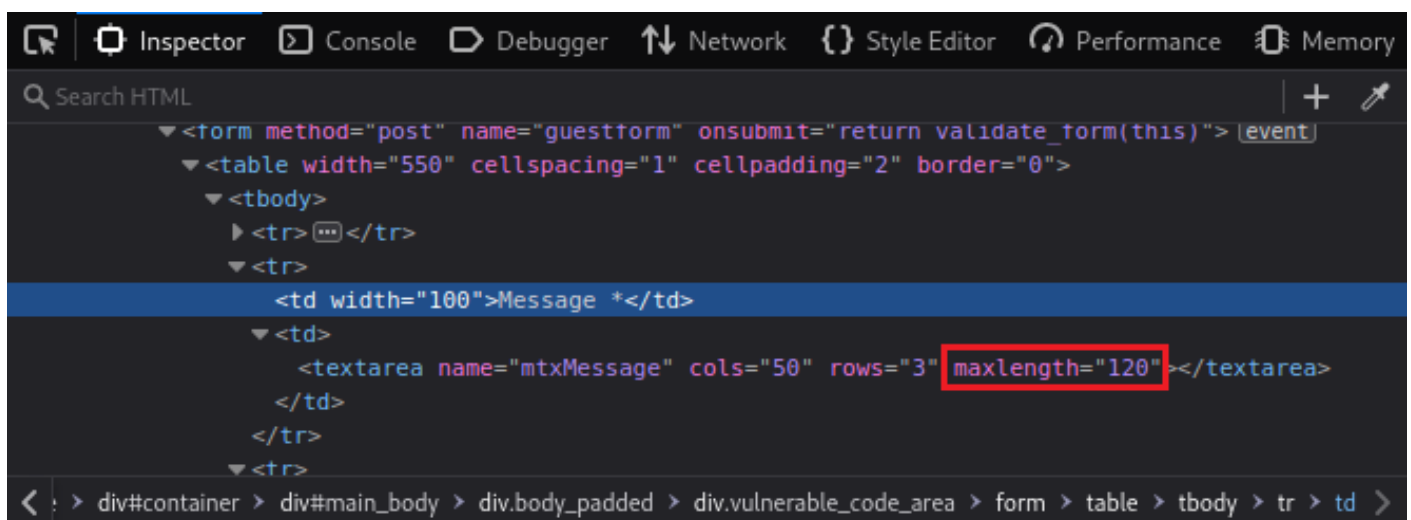 Inspector Console Debugger Network Style Editor Performance Memory
Search HTML
<form method="post" name="guestform" onsubmit="return validate_form(this)"> event
<table width="550" cellspacing="1" cellpadding="2" border="0">
<tbody>
<tr>⋯</tr>
<tr>
<td width="100">Message *</td>
<td>
<textarea name="mtxMessage" cols="50" rows="3" maxlength="120"></textarea>
</td>
</tr>
<tr>
div#container > div#main_body > div.body_padded > div.vulnerable_code_area > form > table > tbody > tr > td